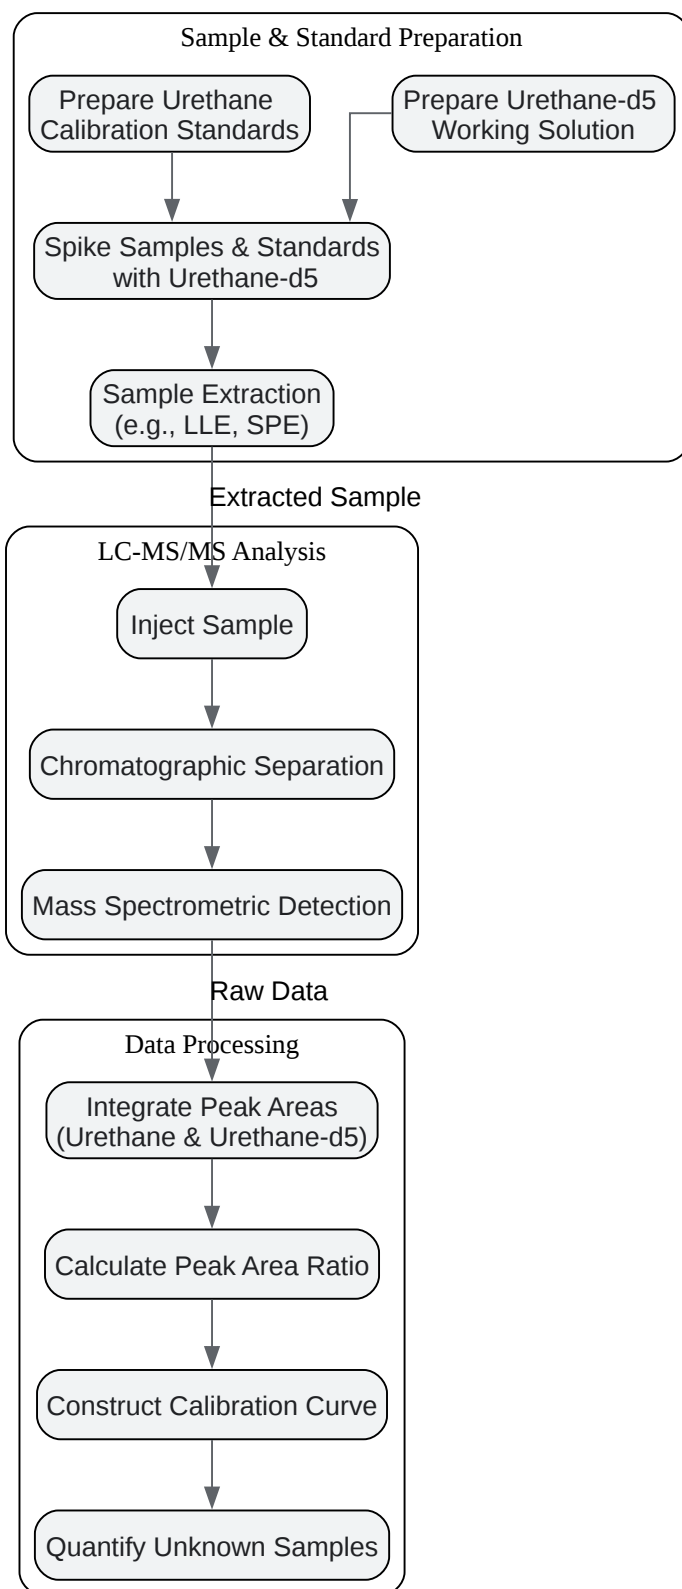 Sample & Standard Preparation
Prepare Urethane
Calibration Standards
Prepare Urethane-d5
Working Solution
Spike Samples & Standards
with Urethane-d5
Sample Extraction
(e.g., LLE, SPE)
Extracted Sample
LC-MS/MS Analysis
Inject Sample
Chromatographic Separation
Mass Spectrometric Detection
Raw Data
Data Processing
Integrate Peak Areas
(Urethane & Urethane-d5)
Calculate Peak Area Ratio
Construct Calibration Curve
Quantify Unknown Samples